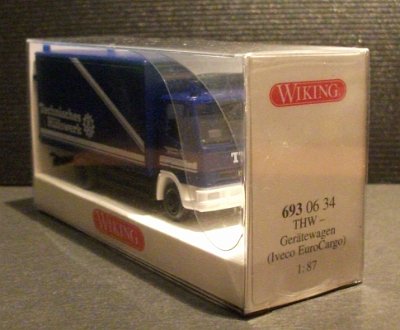 Technisches
Hilfswerk
T
WIKING
WIKING
693 06 34
THW –
Gerätewagen
(Iveco EuroCargo)
1:87